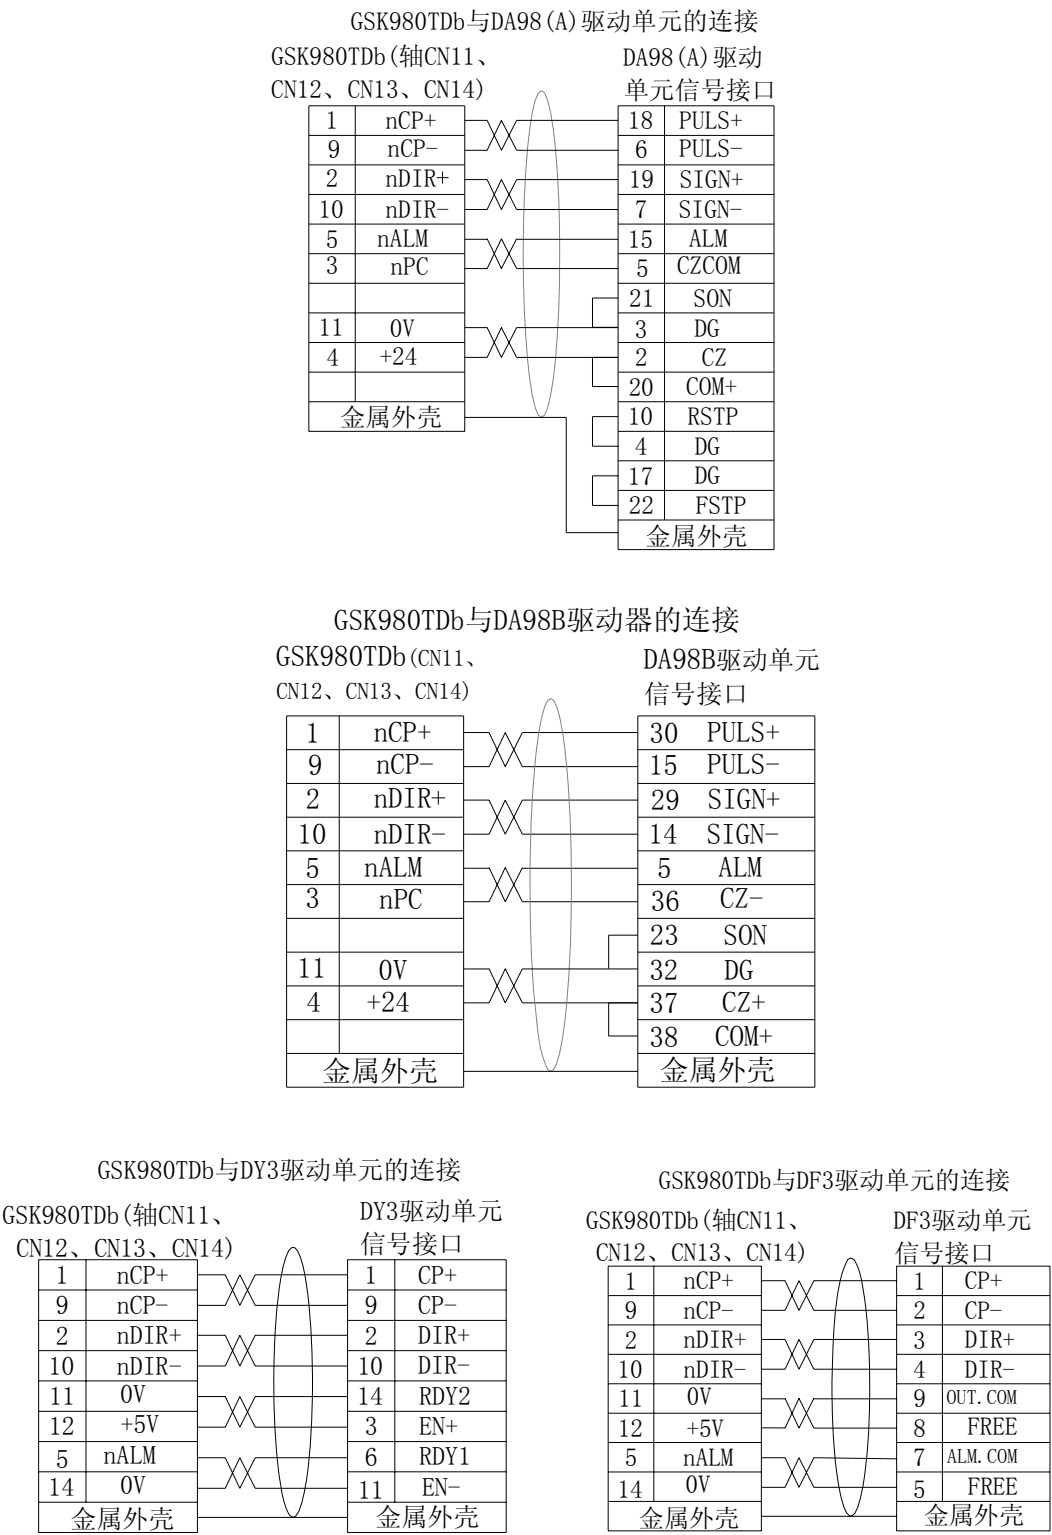 GSK980TDb与DA98(A)驱动单元的连接
GSK980TDb(轴CN11、
CN12、CN13、CN14)
DA98(A)驱动
单元信号接口
1 nCP+ 18 PULS+
9 nCP- 6 PULS-
2 nDIR+ 19 SIGN+
10 nDIR- 7 SIGN-
5 nALM 15 ALM
3 nPC 5 CZCOM
21 SON
11 0V 3 DG
4 +24 2 CZ
20 COM+
金属外壳 10 RSTP
4 DG
17 DG
22 FSTP
金属外壳
GSK980TDb与DA98B驱动器的连接
GSK980TDb(CN11、
CN12、CN13、CN14)
DA98B驱动单元
信号接口
1 nCP+ 30 PULS+
9 nCP- 15 PULS-
2 nDIR+ 29 SIGN+
10 nDIR- 14 SIGN-
5 nALM 5 ALM
3 nPC 36 CZ-
23 SON
11 0V 32 DG
4 +24 37 CZ+
38 COM+
金属外壳 金属外壳
GSK980TDb与DY3驱动单元的连接
GSK980TDb(轴CN11、
CN12、CN13、CN14)
DY3驱动单元
信号接口
1 nCP+ 1 CP+
9 nCP- 9 CP-
2 nDIR+ 2 DIR+
10 nDIR- 10 DIR-
11 0V 14 RDY2
12 +5V 3 EN+
5 nALM 6 RDY1
14 0V 11 EN-
金属外壳 金属外壳
GSK980TDb与DF3驱动单元的连接
GSK980TDb(轴CN11、
CN12、CN13、CN14)
DF3驱动单元
信号接口
1 nCP+ 1 CP+
9 nCP- 2 CP-
2 nDIR+ 3 DIR+
10 nDIR- 4 DIR-
11 0V 9 OUT.COM
12 +5V 8 FREE
5 nALM 7 ALM.COM
14 0V 5 FREE
金属外壳 金属外壳